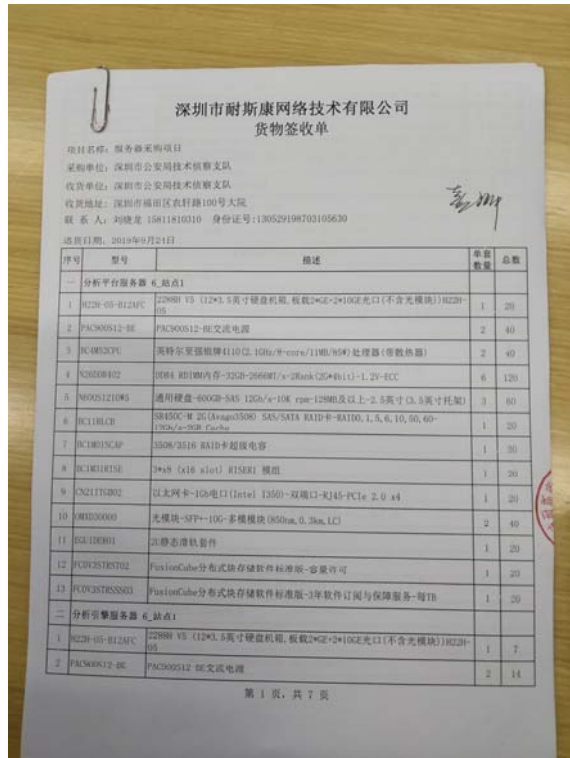 深圳市耐斯康网络技术有限公司
货物签收单
项目名称：服务器采购项目
采购单位：深圳市公安局技术侦察支队
收货单位：深圳市公安局技术侦察支队
收货地址：深圳市福田区农轩路100号大院
联 系 人：刘晓龙 15811810310 身份证号:130529198703105630
送货日期：2019年9月24日
序号 型号 描述 单套数量 总数
一 分析平台服务器 6_站点1
1 H22H-05-B12AFC 2288H V5 (12*3.5英寸硬盘机箱,板载2*GE+2*10GE光口(不含光模块))H22H-05 1 20
2 PAC900S12-BE PAC900S12-BE交流电源 2 40
3 BC4M52CPU 英特尔至强银牌4110(2.1GHz/8-core/11MB/85W)处理器(带散热器) 2 40
4 N26DDR402 DDR4 RDIMM内存-32GB-2666MT/s-2Rank(2G*4bit)-1.2V-ECC 6 120
5 N600S1210W5 通用硬盘-600GB-SAS 12Gb/s-10K rpm-128MB及以上-2.5英寸(3.5英寸托架) 3 60
6 BC11RLCB SR450C-M 2G(Avago3508) SAS/SATA RAID卡-RAID0,1,5,6,10,50,60-12Gb/s-2GB Cache 1 20
7 BC1M01SCAP 3508/3516 RAID卡超级电容 1 20
8 BC1M31RISE 3*x8 (x16 slot) RISER1 模组 1 20
9 CN21ITGB02 以太网卡-1Gb电口(Intel I350)-双端口-RJ45-PCIe 2.0 x4 1 20
10 OMXD30000 光模块-SFP+-10G-多模模块(850nm,0.3km,LC) 2 40
11 EGUIDER01 2U静态滑轨套件 1 20
12 FC0V3STRST02 FusionCube分布式块存储软件标准版-容量许可 1 20
13 FC0V3STRSSS03 FusionCube分布式块存储软件标准版-3年软件订阅与保障服务-每TB 1 20
二 分析引擎服务器 6_站点1
1 H22H-05-B12AFC 2288H V5 (12*3.5英寸硬盘机箱,板载2*GE+2*10GE光口(不含光模块))H22H-05 1 7
2 PAC900S12-BE PAC900S12-BE交流电源 2 14
第 1 页，共 7 页